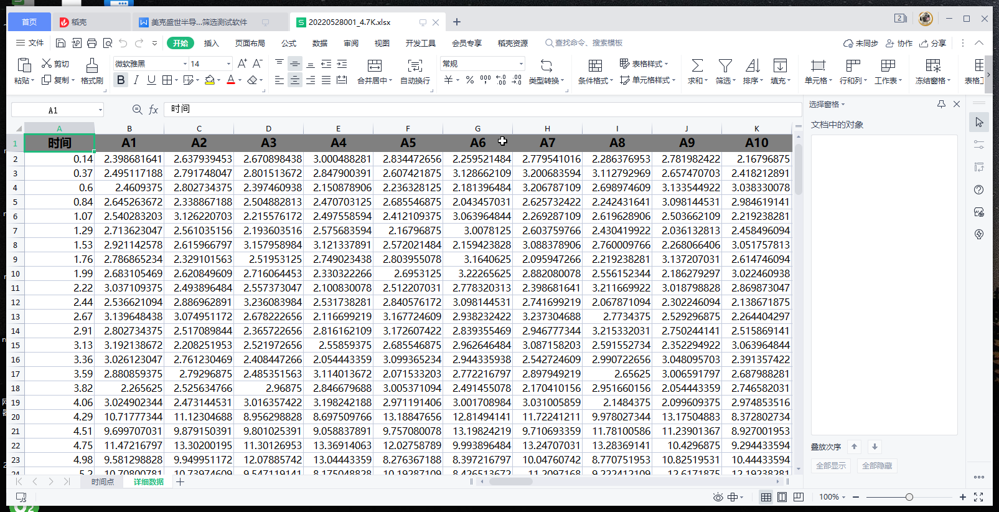 首页 稻壳 美克盛世半导...筛选测试软件 20220528001_4.7K.xlsx
文件 开始 插入 页面布局 公式 数据 审阅 视图 开发工具 会员专享 稻壳资源 查找命令、搜索模板 未同步 协作 分享
粘贴 剪切 复制 格式刷 微软雅黑 14 合并居中 自动换行 常规 类型转换 条件格式 表格样式 单元格样式 求和 筛选 排序 填充 单元格 行和列 工作表 冻结窗格
A1 fx 时间
选择窗格
文档中的对象
A B C D E F G H I J K
1 时间 A1 A2 A3 A4 A5 A6 A7 A8 A9 A10
2 0.14 2.398681641 2.637939453 2.670898438 3.000488281 2.834472656 2.259521484 2.779541016 2.286376953 2.781982422 2.16796875
3 0.37 2.495117188 2.791748047 2.801513672 2.847900391 2.607421875 3.128662109 3.200683594 3.112792969 2.657470703 2.418212891
4 0.6 2.4609375 2.802734375 2.397460938 2.150878906 2.236328125 2.181396484 3.206787109 2.698974609 3.133544922 3.038330078
5 0.84 2.645263672 2.338867188 2.504882813 2.470703125 2.685546875 2.043457031 2.625732422 2.242431641 3.098144531 2.984619141
6 1.07 2.540283203 3.126220703 2.215576172 2.497558594 2.412109375 3.063964844 2.269287109 2.619628906 2.503662109 2.219238281
7 1.29 2.713623047 2.561035156 2.193603516 2.575683594 2.16796875 3.0078125 2.603759766 2.430419922 2.036132813 2.458496094
8 1.53 2.921142578 2.615966797 3.157958984 3.121337891 2.572021484 2.159423828 3.088378906 2.760009766 2.268066406 3.051757813
9 1.76 2.786865234 2.329101563 2.51953125 2.749023438 2.803955078 3.1640625 2.095947266 2.219238281 3.137207031 2.614746094
10 1.99 2.683105469 2.620849609 2.716064453 2.330322266 2.6953125 3.22265625 2.882080078 2.556152344 2.186279297 3.022460938
11 2.22 3.037109375 2.493896484 2.557373047 2.100830078 2.512207031 2.778320313 2.398681641 3.211669922 3.018798828 2.869873047
12 2.44 2.536621094 2.886962891 3.236083984 2.531738281 2.840576172 3.098144531 2.741699219 2.067871094 2.302246094 2.138671875
13 2.67 3.139648438 3.074951172 2.678222656 2.116699219 3.167724609 2.938232422 3.237304688 2.7734375 2.529296875 2.264404297
14 2.91 2.802734375 2.517089844 2.365722656 2.816162109 3.172607422 2.839355469 2.946777344 3.215332031 2.750244141 2.515869141
15 3.13 3.192138672 2.208251953 2.521972656 2.55859375 2.685546875 2.962646484 3.087158203 2.591552734 2.352294922 3.063964844
16 3.36 3.026123047 2.761230469 2.408447266 2.054443359 3.099365234 2.944335938 2.542724609 2.990722656 3.048095703 2.391357422
17 3.59 2.880859375 2.79296875 2.485351563 3.114013672 2.071533203 2.772216797 2.897949219 2.65625 3.006591797 2.687988281
18 3.82 2.265625 2.525634766 2.96875 2.846679688 3.005371094 2.491455078 2.170410156 2.951660156 2.054443359 2.746582031
19 4.06 3.024902344 2.473144531 3.016357422 3.198242188 2.971191406 3.001708984 3.031005859 2.1484375 2.099609375 2.974853516
20 4.29 10.71777344 11.12304688 8.956298828 8.697509766 13.18847656 12.81494141 11.72241211 9.978027344 13.17504883 8.372802734
21 4.51 9.699707031 9.879150391 9.801025391 9.058837891 9.757080078 13.19824219 9.710693359 11.78100586 11.23901367 8.927001953
22 4.75 11.47216797 13.30200195 11.30126953 13.36914063 12.02758789 9.993896484 13.24707031 13.28369141 10.4296875 9.294433594
23 4.98 9.581298828 9.949951172 12.07885742 13.04443359 8.276367188 8.397216797 10.04760742 8.770751953 10.82519531 10.44433594
叠放次序
全部显示 全部隐藏
时间点 详细数据
100%